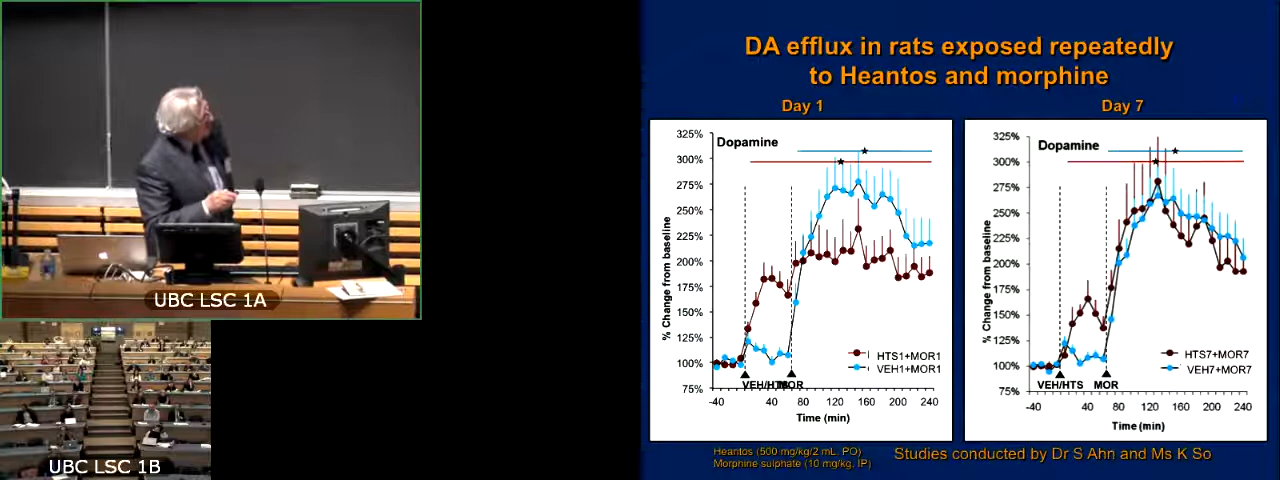 UBC LSC 1A
UBC LSC 1B
DA efflux in rats exposed repeatedly
to Heantos and morphine
Day 1
Day 7
Dopamine
% Change from baseline
325%
300%
275%
250%
225%
200%
175%
150%
125%
100%
75%
HTS1+MOR1
VEH1+MOR1
VEH/HTS
MOR
-40 0 40 80 120 160 200 240
Time (min)
Dopamine
% Change from baseline
325%
300%
275%
250%
225%
200%
175%
150%
125%
100%
75%
HTS7+MOR7
VEH7+MOR7
VEH/HTS
MOR
-40 0 40 80 120 160 200 240
Time (min)
Heantos (500 mg/kg/2 mL, PO)
Morphine sulphate (10 mg/kg, IP)
Studies conducted by Dr S Ahn and Ms K So